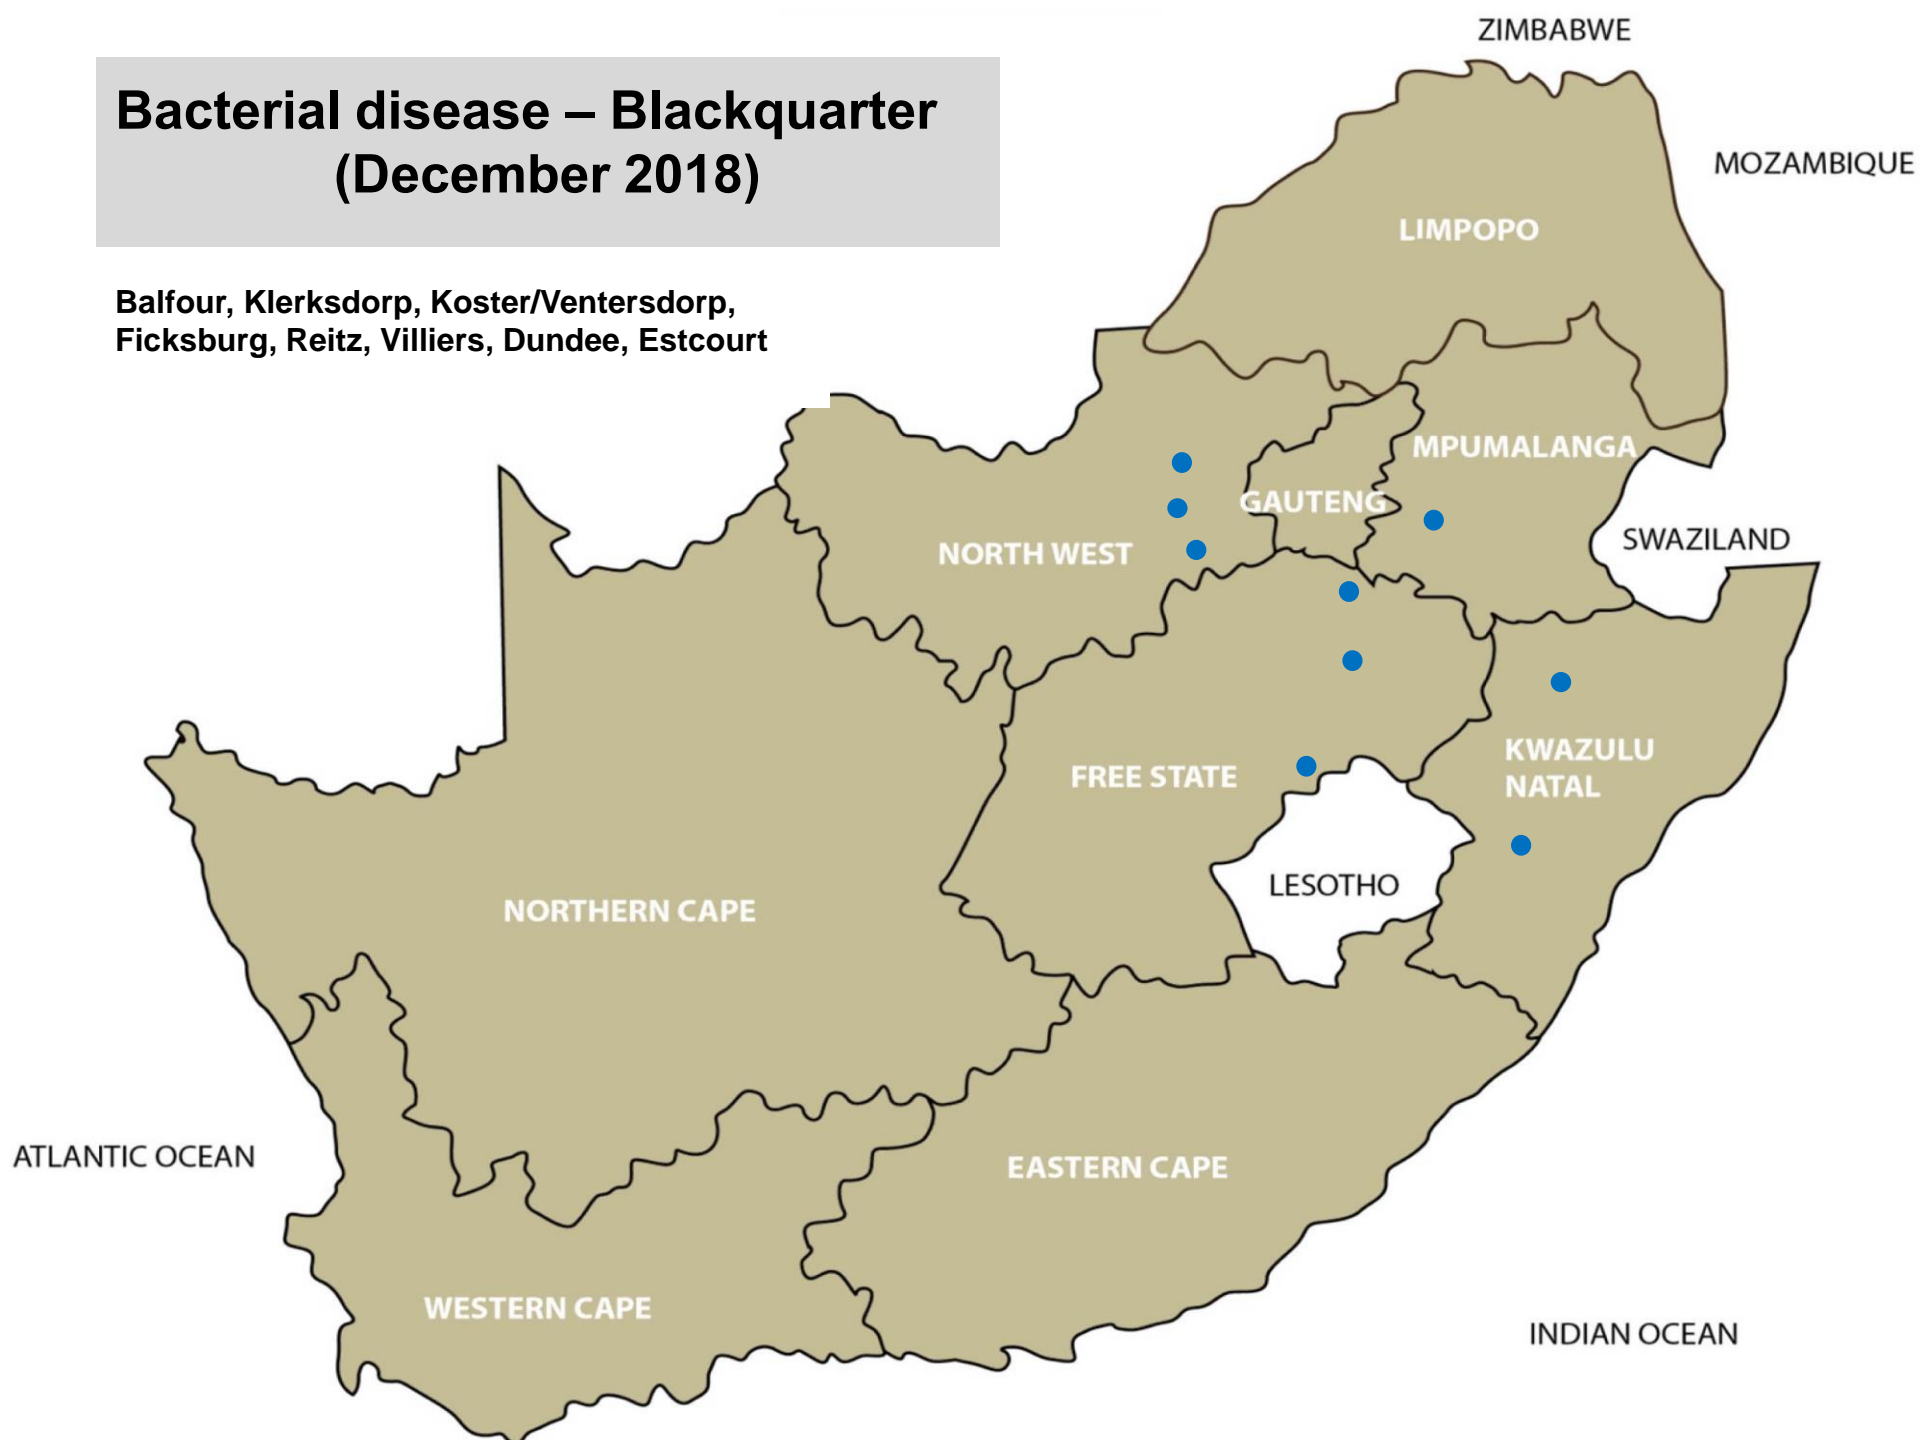 Bacterial disease – Blackquarter
(December 2018)
Balfour, Klerksdorp, Koster/Ventersdorp,
Ficksburg, Reitz, Villiers, Dundee, Estcourt
ZIMBABWE
MOZAMBIQUE
LIMPOPO
MPUMALANGA
GAUTENG
SWAZILAND
NORTH WEST
KWAZULU
NATAL
FREE STATE
LESOTHO
NORTHERN CAPE
ATLANTIC OCEAN
EASTERN CAPE
WESTERN CAPE
INDIAN OCEAN